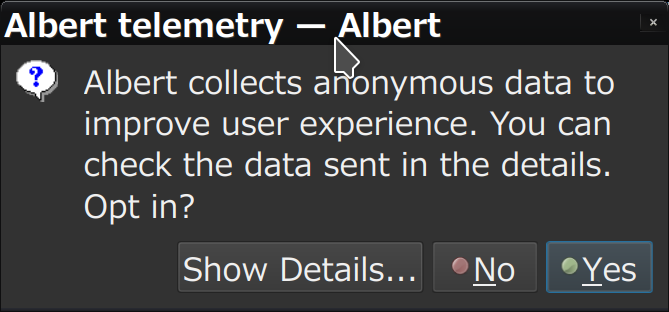 Albert telemetry — Albert
Albert collects anonymous data to
improve user experience. You can
check the data sent in the details.
Opt in?
Show Details... No Yes